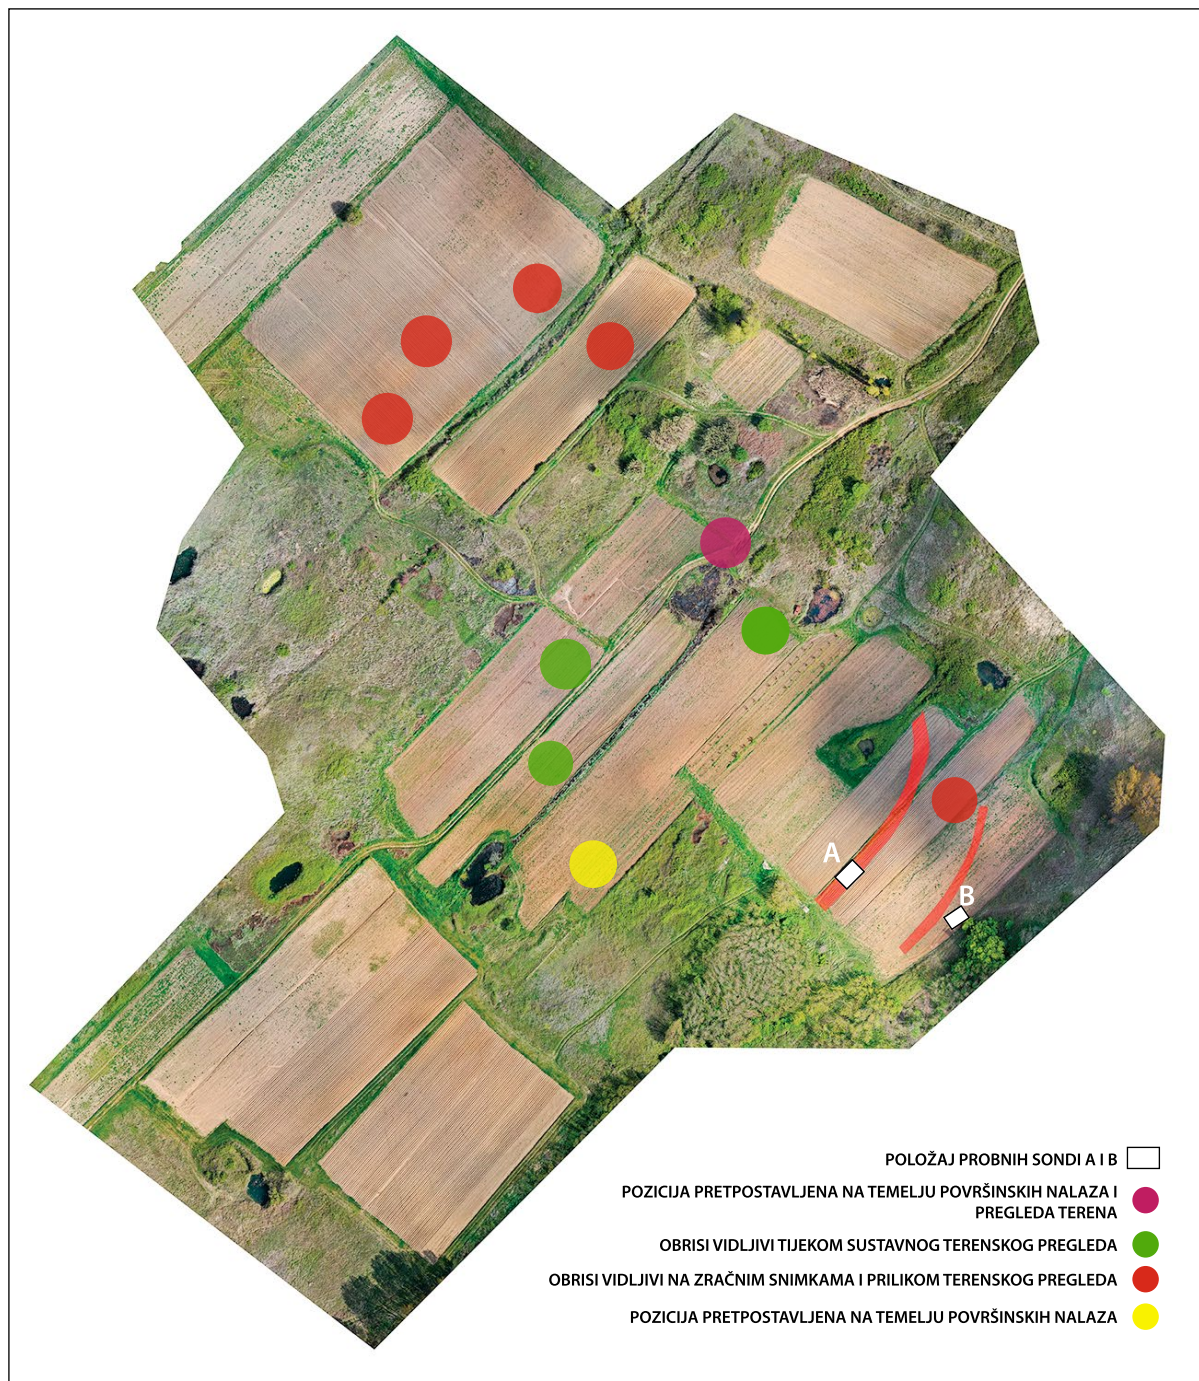 A
B
POLOŽAJ PROBNIH SONDI A I B
POZICIJA PRETPOSTAVLJENA NA TEMELJU POVRŠINSKIH NALAZA I
PREGLEDA TERENA
OBRISI VIDLJIVI TIJEKOM SUSTAVNOG TERENSKOG PREGLEDA
OBRISI VIDLJIVI NA ZRAČNIM SNIMKAMA I PRILIKOM TERENSKOG PREGLEDA
POZICIJA PRETPOSTAVLJENA NA TEMELJU POVRŠINSKIH NALAZA